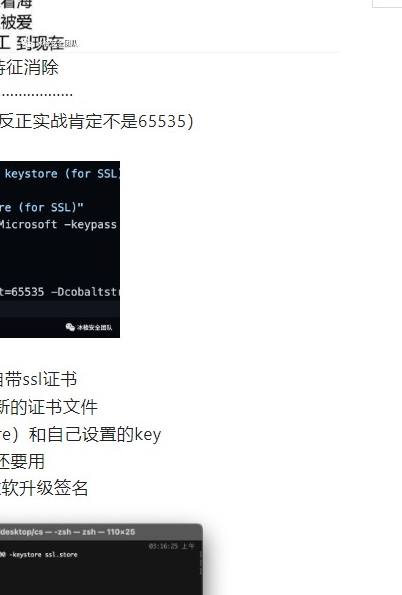 看海
被爱
工 到现在
特征消除
反正实战肯定不是65535）
keystore (for SSL)
re (for SSL)"
Microsoft -keypass
t=65535 -Dcobaltstr
冰棱安全团队
自带ssl证书
新的证书文件
re）和自己设置的key
还要用
软升级签名
/desktop/cs — -zsh — zsh — 110×25
03:16:25 上午
00 -keystore ssl.store